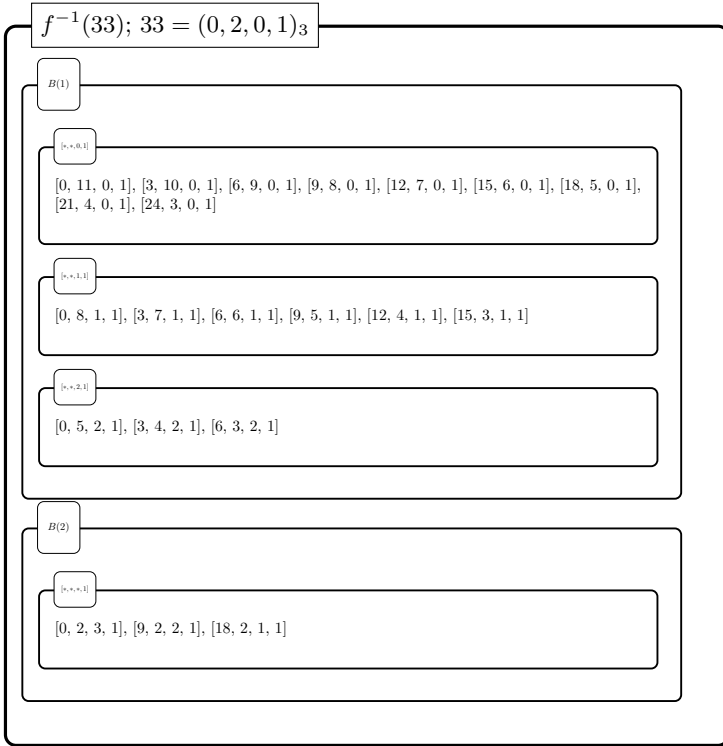 f⁻¹(33); 33 = (0, 2, 0, 1)₃
B(1)
[*,*,0,1]
[0, 11, 0, 1], [3, 10, 0, 1], [6, 9, 0, 1], [9, 8, 0, 1], [12, 7, 0, 1], [15, 6, 0, 1], [18, 5, 0, 1],
[21, 4, 0, 1], [24, 3, 0, 1]
[*,*,1,1]
[0, 8, 1, 1], [3, 7, 1, 1], [6, 6, 1, 1], [9, 5, 1, 1], [12, 4, 1, 1], [15, 3, 1, 1]
[*,*,2,1]
[0, 5, 2, 1], [3, 4, 2, 1], [6, 3, 2, 1]
B(2)
[*,*,*,1]
[0, 2, 3, 1], [9, 2, 2, 1], [18, 2, 1, 1]